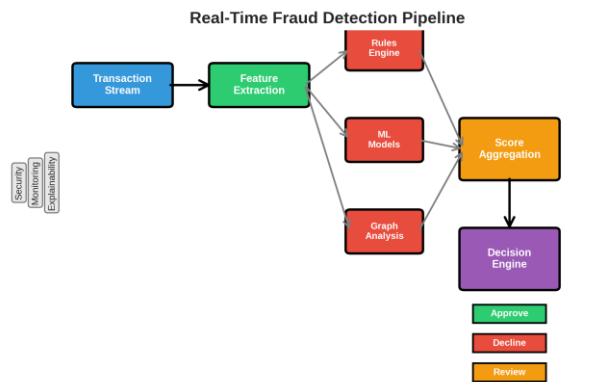 Real-Time Fraud Detection Pipeline
Transaction
Stream
Feature
Extraction
Rules
Engine
ML
Models
Graph
Analysis
Score
Aggregation
Decision
Engine
Approve
Decline
Review
Security
Monitoring
Explainability